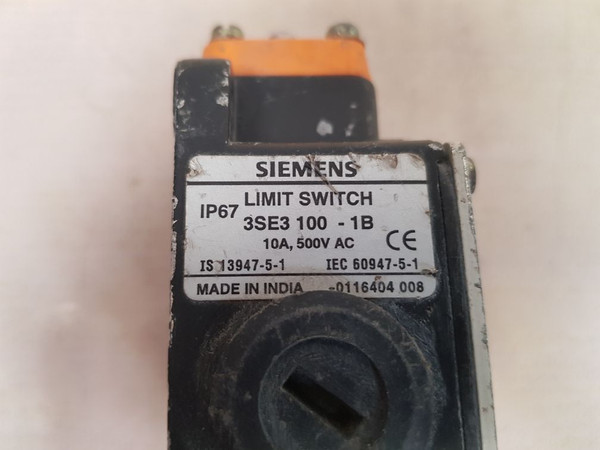 SIEMENS
LIMIT SWITCH
IP67
3SE3 100 - 1B
10A, 500V AC CE
IS 13947-5-1 IEC 60947-5-1
MADE IN INDIA -0116404 008